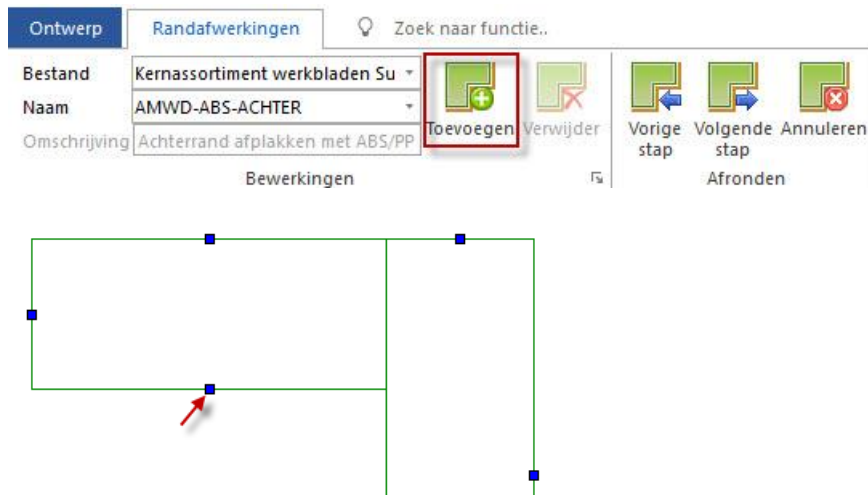 Ontwerp Randafwerkingen Zoek naar functie..
Bestand Kernassortiment werkbladen Su
Naam AMWD-ABS-ACHTER
Omschrijving Achterrand afplakken met ABS/PP
Toevoegen Verwijder
Vorige stap Volgende stap Annuleren
Bewerkingen Afronden